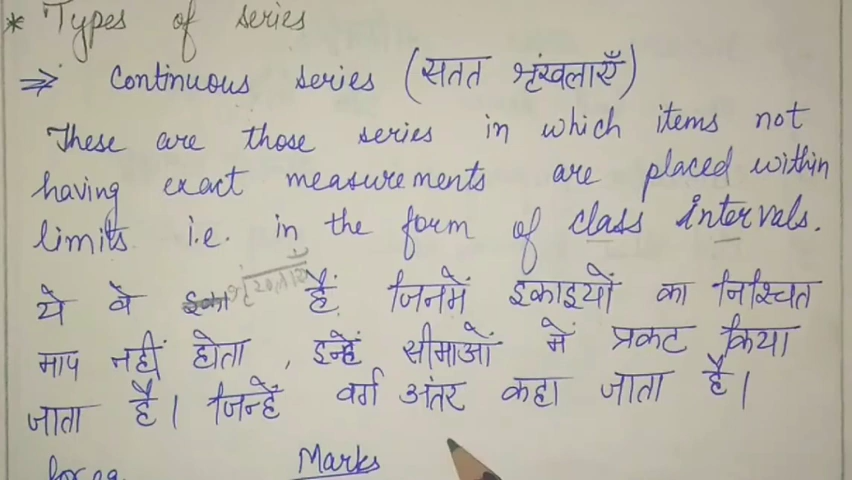 * Types of series
⇒ Continuous series (सतत श्रृंखलाएँ)
These are those series in which items not
having exact measurements are placed within
limits i.e. in the form of class intervals.
ये वे हैं जिनमें इकाइयों का निश्चित
माप नहीं होता , इन्हें सीमाओं में प्रकट किया
जाता है। जिन्हें वर्ग अंतर कहा जाता है।
for eg. Marks